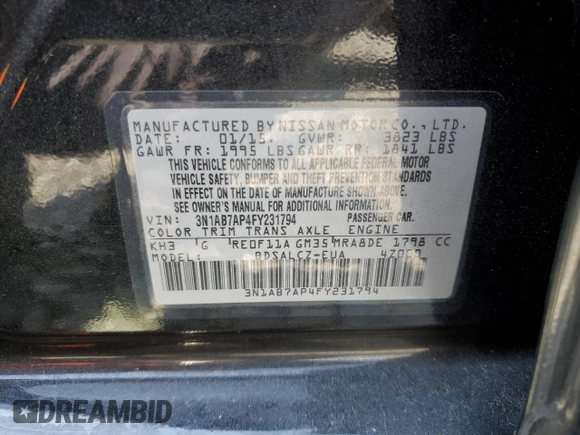 MANUFACTURED BY NISSAN MOTOR CO., LTD.
DATE: 01/15 GVWR: 3823 LBS
GAWR FR: 1995 LBS GAWR RR: 1841 LBS
THIS VEHICLE CONFORMS TO ALL APPLICABLE FEDERAL MOTOR
VEHICLE SAFETY, BUMPER AND THEFT PREVENTION STANDARDS
IN EFFECT ON THE DATE OF MANUFACTURE SHOWN ABOVE.
SEE OWNER'S MANUAL FOR ADDITIONAL INFORMATION.
VIN: 3N1AB7AP4FY231794 PASSENGER CAR.
COLOR TRIM TRANS AXLE ENGINE
KH3 G RE0F11A GM35 MRA8DE 1798 CC
MODEL: BDSALCZ-EUA
3N1AB7AP4FY231794
DREAMBID